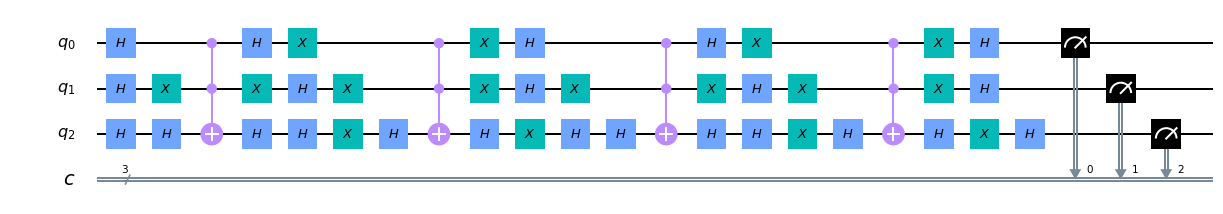 q0 H H X X H H X X H
H X X H X X H X X H X X H
q1 H X X H X X H X X H X X H
q2 H H H H X H H X H H H H X H H X H
3 0 1 2
c